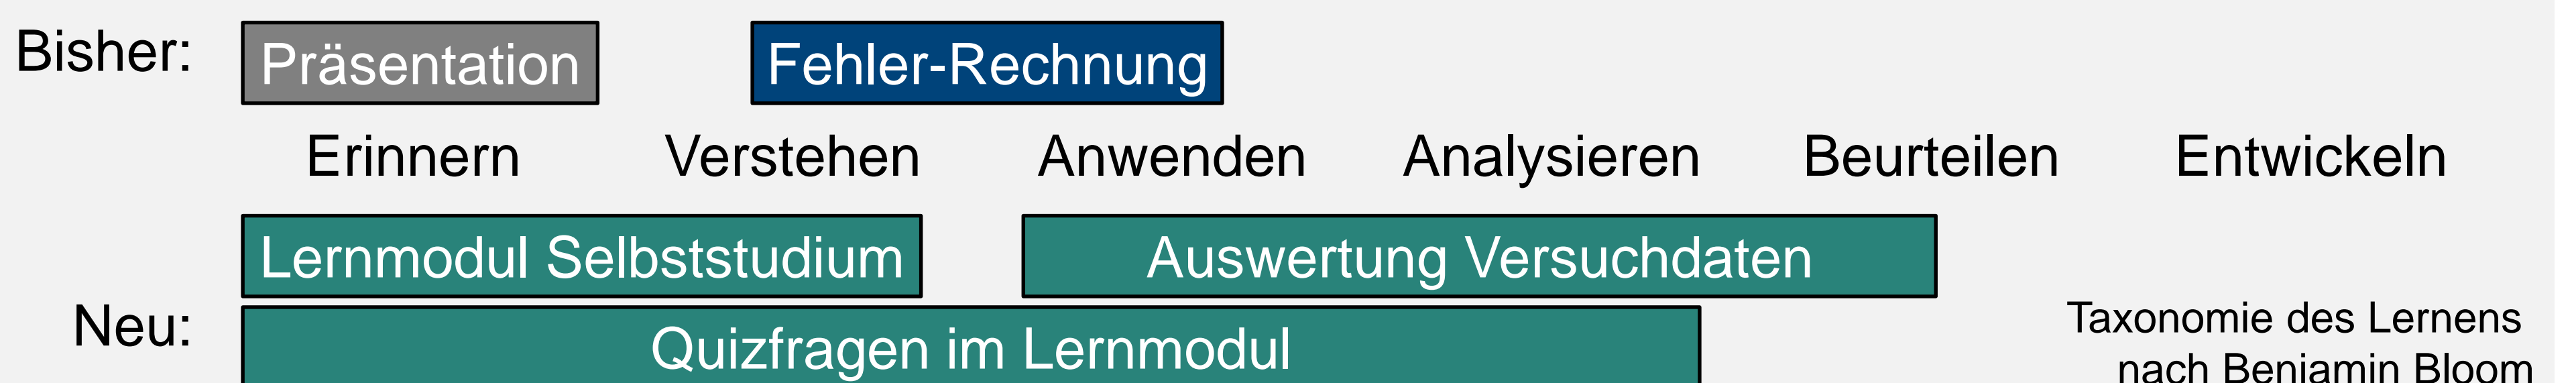 Bisher: Präsentation Fehler-Rechnung
Erinnern Verstehen Anwenden Analysieren Beurteilen Entwickeln
Lernmodul Selbststudium Auswertung Versuchdaten
Neu: Quizfragen im Lernmodul
Taxonomie des Lernens
nach Benjamin Bloom